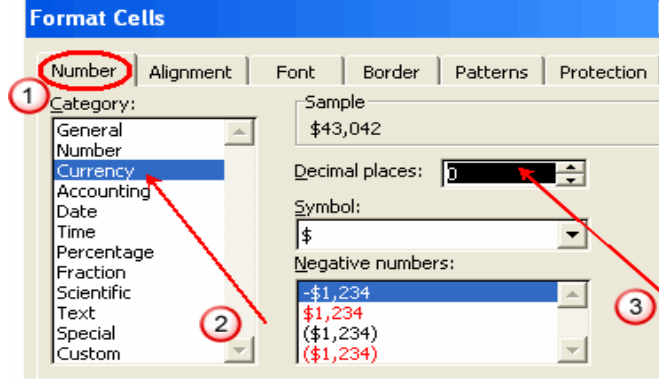 Format Cells
Number Alignment Font Border Patterns Protection
1
Category:
General
Number
Currency
Accounting
Date
Time
Percentage
Fraction
Scientific
Text
Special
Custom
2
Sample
$43,042
Decimal places: 0
Symbol:
$
Negative numbers:
-$1,234
$1,234
($1,234)
($1,234)
3